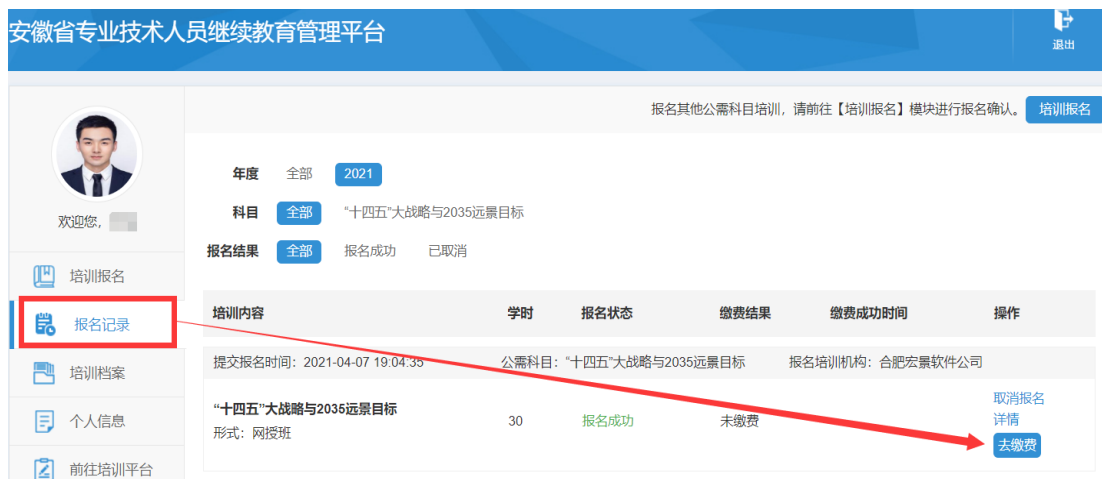 安徽省专业技术人员继续教育管理平台
退出
报名其他公需科目培训，请前往【培训报名】模块进行报名确认。 培训报名
欢迎您，
培训报名
报名记录
培训档案
个人信息
前往培训平台
年度 全部 2021
科目 全部 “十四五”大战略与2035远景目标
报名结果 全部 报名成功 已取消
培训内容 学时 报名状态 缴费结果 缴费成功时间 操作
提交报名时间：2021-04-07 19:04:35 公需科目：“十四五”大战略与2035远景目标 报名培训机构：合肥宏景软件公司
“十四五”大战略与2035远景目标
形式：网授班
30 报名成功 未缴费
取消报名
详情
去缴费